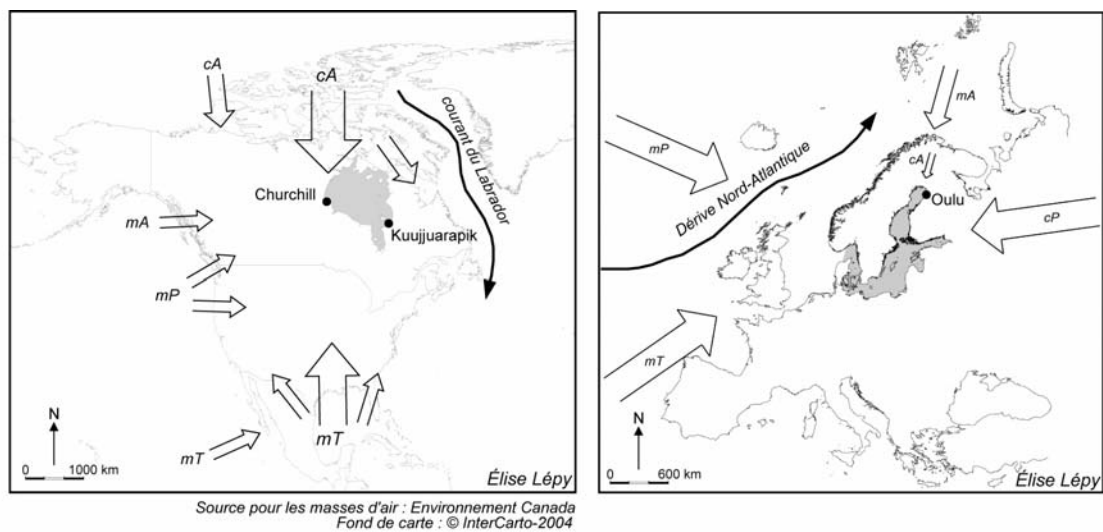 cA
cA
courant du Labrador
Churchill
Kuujjuarapik
mA
mP
mT
mT
N
0 1000 km
Élise Lépy
Source pour les masses d'air : Environnement Canada
Fond de carte : © InterCarto-2004
mA
mP
cA
Dérive Nord-Atlantique
Oulu
cP
mT
N
0 600 km
Élise Lépy